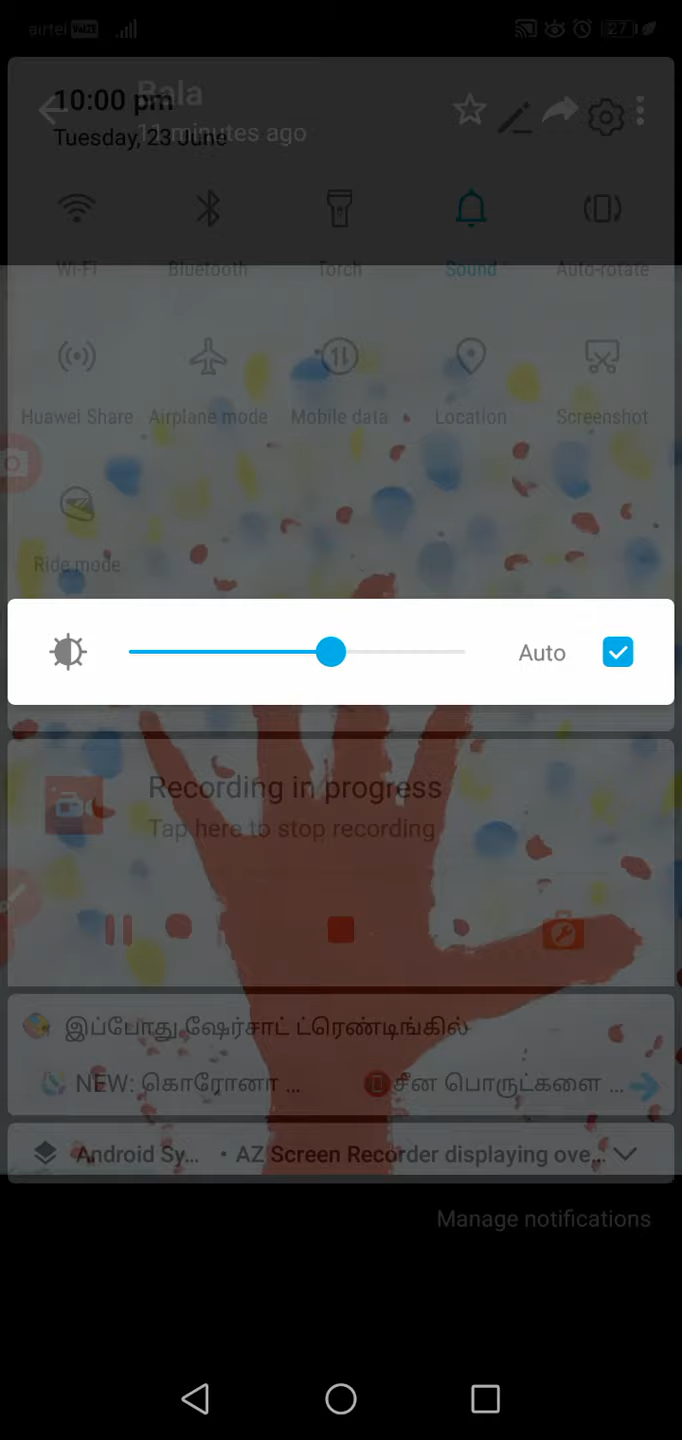 airtel VoLTE 27
Bala
10:00 pm
11 minutes ago
Tuesday, 23 June
Wi-Fi Bluetooth Torch Sound Auto-rotate
Huawei Share Airplane mode Mobile data Location Screenshot
Ride mode
Auto
Recording in progress
Tap here to stop recording
இப்போது ஷேர்சாட் ட்ரெண்டிங்கில்
NEW: கொரோனா ... சீன பொருட்களை ...
Android Sy... • AZ Screen Recorder displaying ove...
Manage notifications